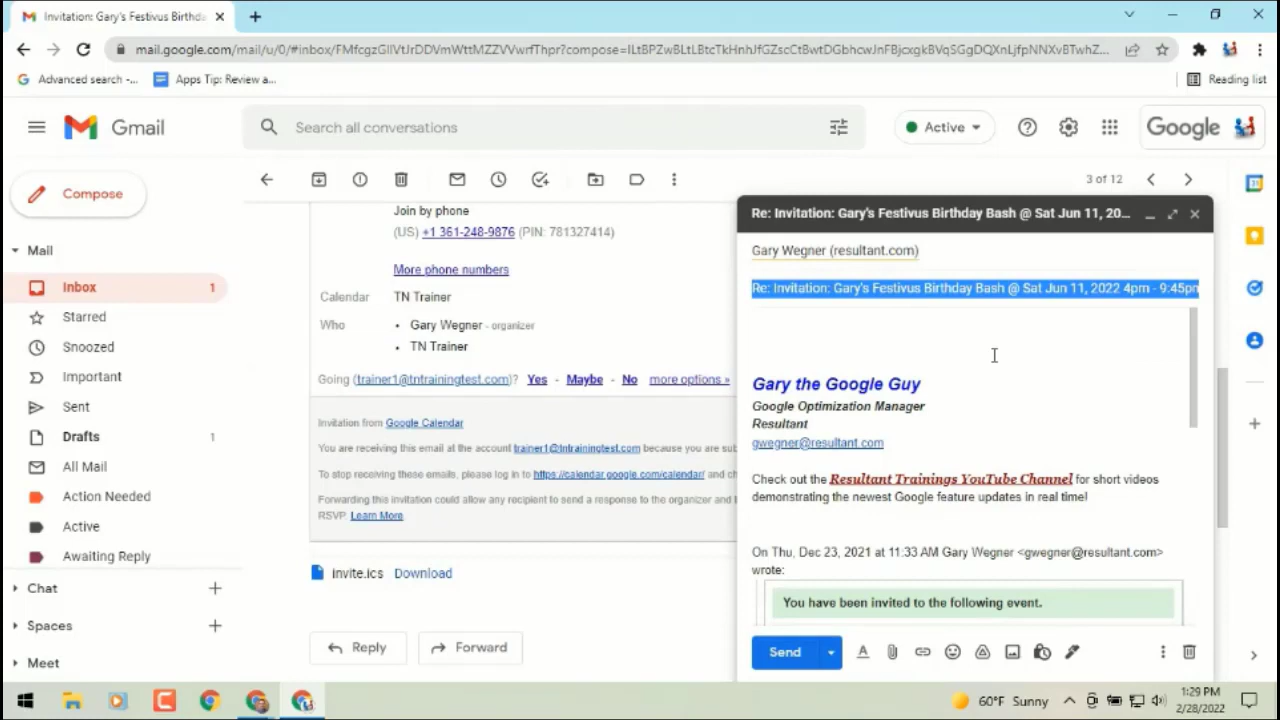 Invitation: Gary's Festivus Birthda
mail.google.com/mail/u/0/#inbox/
Advanced search -...
Apps Tip: Review a...
Reading list
Gmail
Search all conversations
Active
Google
Compose
3 of 12
Mail
Inbox 1
Starred
Snoozed
Important
Sent
Drafts 1
All Mail
Action Needed
Active
Awaiting Reply
Chat
Spaces
Meet
Join by phone
(US) +1 361-248-9876 (PIN: 781327414)
More phone numbers
Calendar TN Trainer
Who • Gary Wegner - organizer
• TN Trainer
Going (trainer1@tntrainingtest.com)? Yes - Maybe - No more options »
Invitation from Google Calendar
You are receiving this email at the account trainer1@tntrainingtest.com because you are sub
To stop receiving these emails, please log in to https://calendar.google.com/calendar/ and ch
Forwarding this invitation could allow any recipient to send a response to the organizer and b
RSVP. Learn More
invite.ics Download
Reply
Forward
Re: Invitation: Gary's Festivus Birthday Bash @ Sat Jun 11, 20...
Gary Wegner (resultant.com)
Re: Invitation: Gary's Festivus Birthday Bash @ Sat Jun 11, 2022 4pm - 9:45pm
Gary the Google Guy
Google Optimization Manager
Resultant
gwegner@resultant.com
Check out the Resultant Trainings YouTube Channel for short videos
demonstrating the newest Google feature updates in real time!
On Thu, Dec 23, 2021 at 11:33 AM Gary Wegner <gwegner@resultant.com>
wrote:
You have been invited to the following event.
Send
60°F Sunny
1:29 PM
2/28/2022